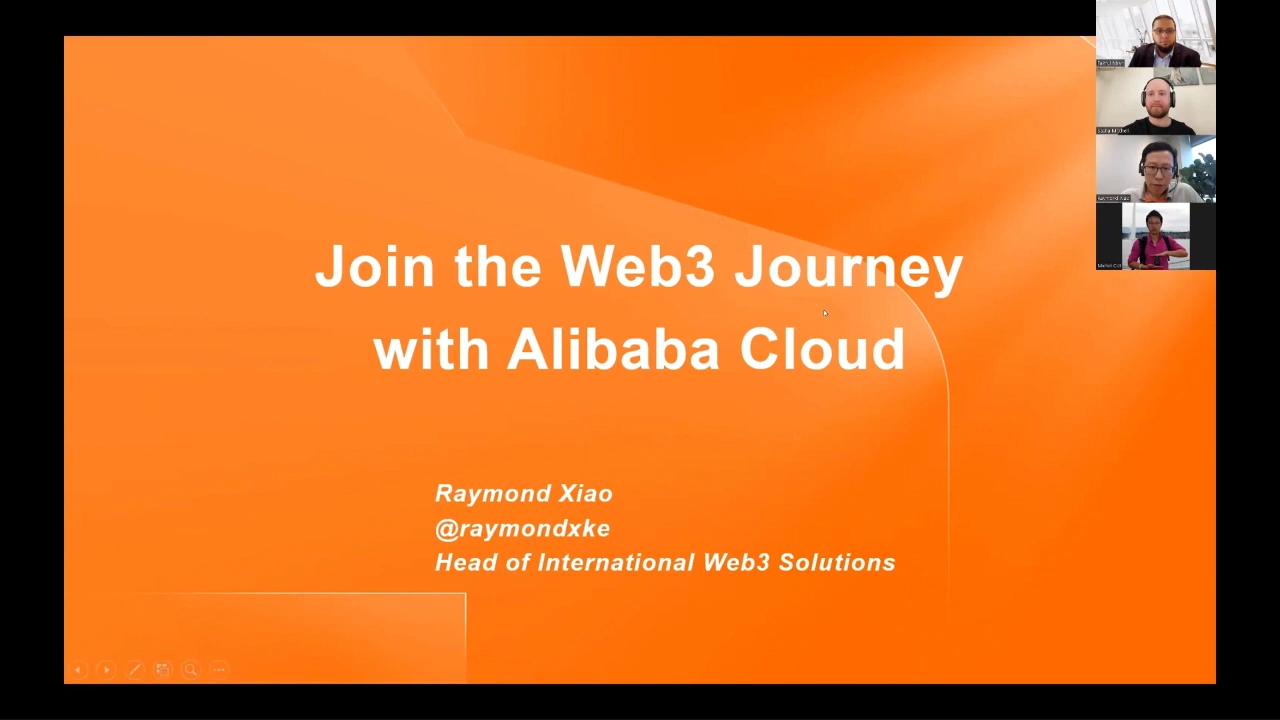 Join the Web3 Journey
with Alibaba Cloud
Raymond Xiao
@raymondxke
Head of International Web3 Solutions